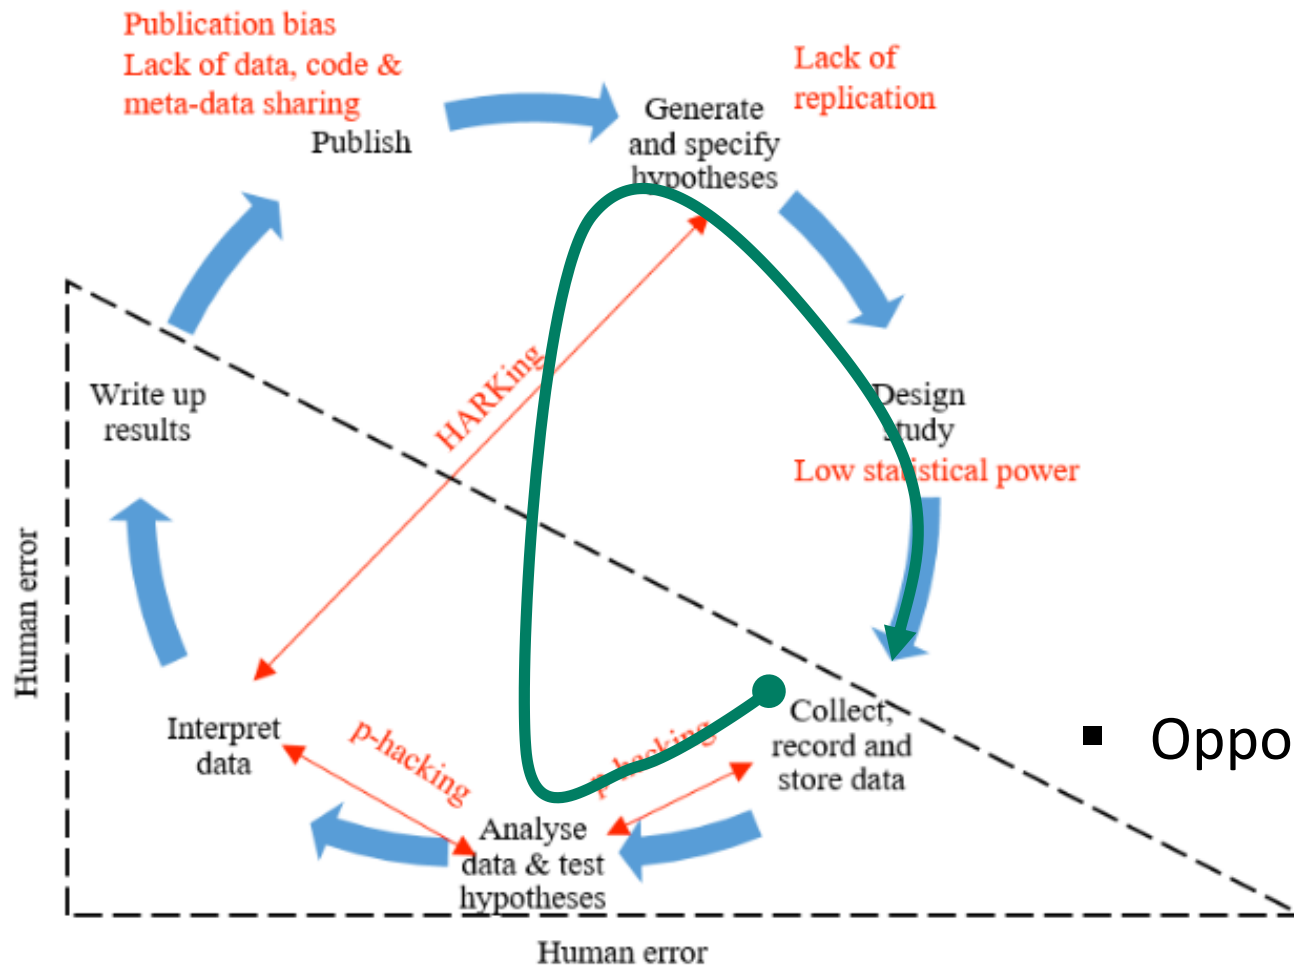 Publication bias
Lack of data, code &
meta-data sharing
Publish
Generate
and specify
hypotheses
Lack of
replication
Design
study
Low statistical power
HARKing
Write up
results
Human error
Interpret
data
p-hacking
p-hacking
Collect,
record and
store data
Analyse
data & test
hypotheses
Human error
▪ Oppo